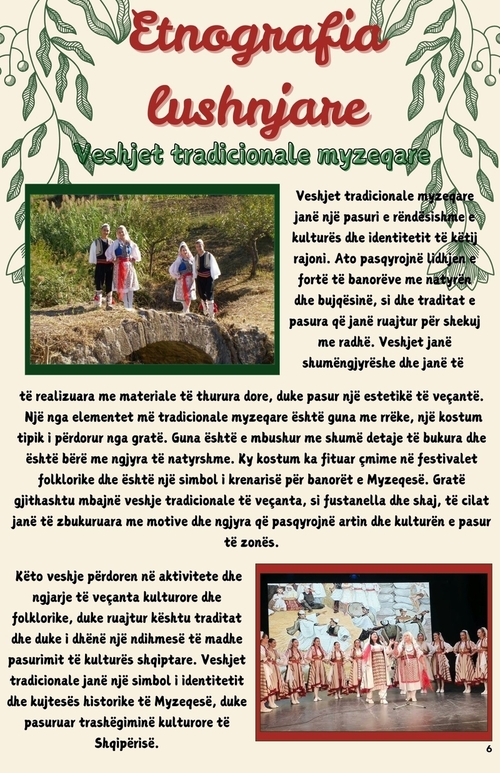 Etnografia
lushnjare
Veshjet tradicionale myzeqare
Veshjet tradicionale myzeqare
janë një pasuri e rëndësishme e
kulturës dhe identitetit të këtij
rajoni. Ato pasqyrojnë lidhjen e
fortë të banorëve me natyrën
dhe bujqësinë, si dhe traditat e
pasura që janë ruajtur për shekuj
me radhë. Veshjet janë
shumëngjyrëshe dhe janë të
të realizuara me materiale të thurura dore, duke pasur një estetikë të veçantë.
Një nga elementet më tradicionale myzeqare është guna me rrëke, një kostum
tipik i përdorur nga gratë. Guna është e mbushur me shumë detaje të bukura dhe
është bërë me ngjyra të natyrshme. Ky kostum ka fituar çmime në festivalet
folklorike dhe është një simbol i krenarisë për banorët e Myzeqesë. Gratë
gjithashtu mbajnë veshje tradicionale të veçanta, si fustanella dhe shaj, të cilat
janë të zbukuruara me motive dhe ngjyra që pasqyrojnë artin dhe kulturën e pasur
të zonës.
Këto veshje përdoren në aktivitete dhe
ngjarje të veçanta kulturore dhe
folklorike, duke ruajtur kështu traditat
dhe duke i dhënë një ndihmesë të madhe
pasurimit të kulturës shqiptare. Veshjet
tradicionale janë një simbol i identitetit
dhe kujtesës historike të Myzeqesë, duke
pasuruar trashëgiminë kulturore të
Shqipërisë.
6